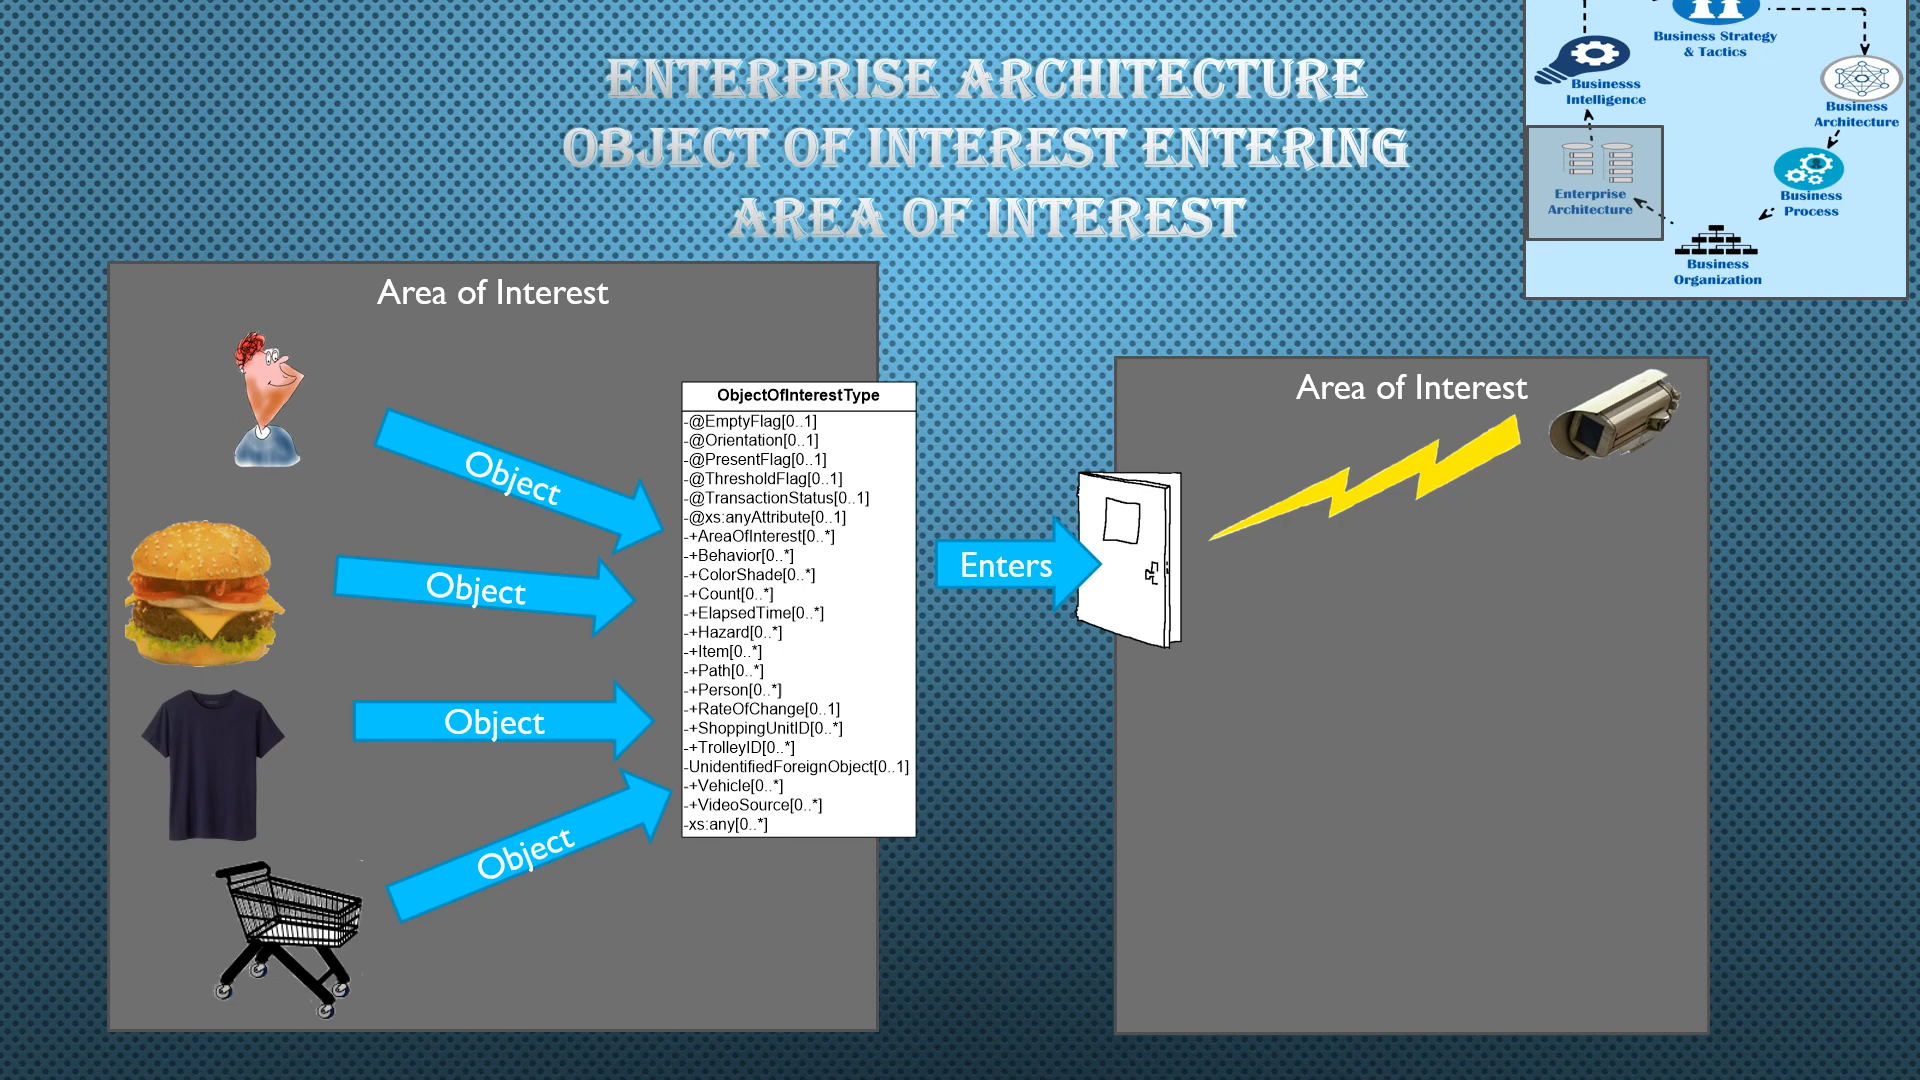 ENTERPRISE ARCHITECTURE
OBJECT OF INTEREST ENTERING
AREA OF INTEREST
Business Strategy
& Tactics
Businesss
Intelligence
Business
Architecture
Enterprise
Architecture
Business
Process
Business
Organization
Area of Interest
Object
Object
Object
Object
ObjectOfInterestType
-@EmptyFlag[0..1]
-@Orientation[0..1]
-@PresentFlag[0..1]
-@ThresholdFlag[0..1]
-@TransactionStatus[0..1]
-@xs:anyAttribute[0..1]
-+AreaOfInterest[0..*]
-+Behavior[0..*]
-+ColorShade[0..*]
-+Count[0..*]
-+ElapsedTime[0..*]
-+Hazard[0..*]
-+Item[0..*]
-+Path[0..*]
-+Person[0..*]
-+RateOfChange[0..1]
-+ShoppingUnitID[0..*]
-+TrolleyID[0..*]
-UnidentifiedForeignObject[0..1]
-+Vehicle[0..*]
-+VideoSource[0..*]
-xs:any[0..*]
Enters
Area of Interest